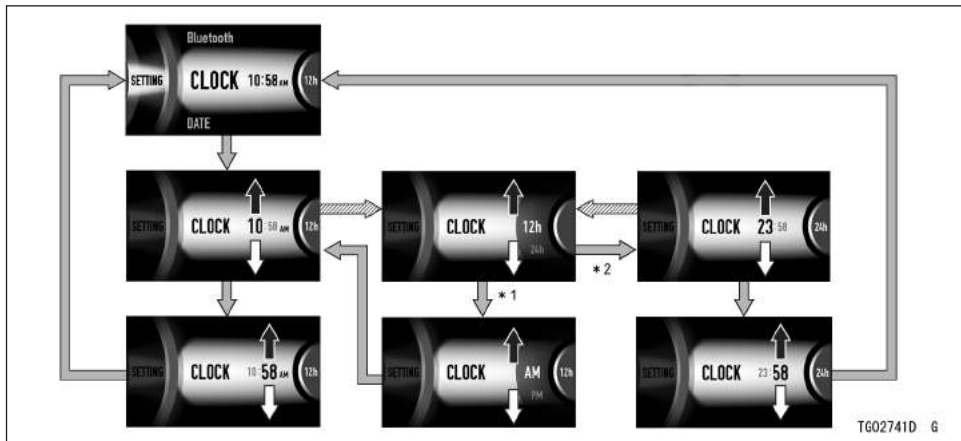 Bluetooth
SETTING CLOCK 10:58 AM 12h
DATE
SETTING CLOCK 10:58 AM 12h
SETTING CLOCK 12h
24h
SETTING CLOCK 23:58 24h
*1
*2
SETTING CLOCK 10:58 AM 12h
SETTING CLOCK AM 12h
PM
SETTING CLOCK 23:58 24h
TG02741D G